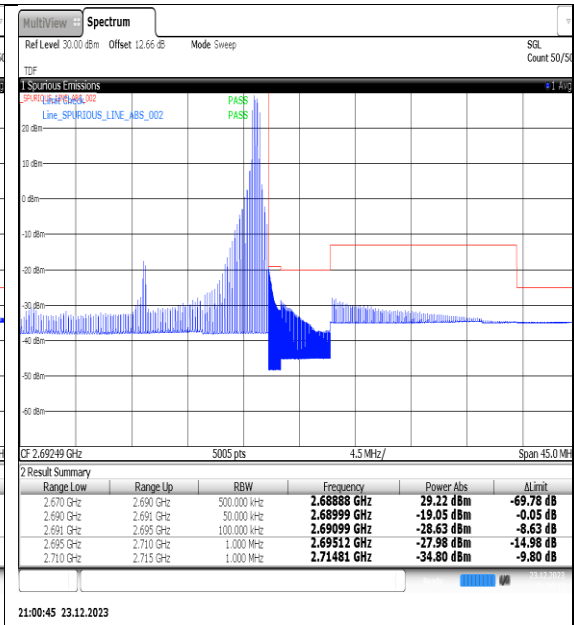 MultiView Spectrum
Ref Level 30.00 dBm Offset 12.66 dB Mode Sweep SGL
Count 50/50
TDF
1 Spurious Emissions 1 Avg
Limit Check PASS
Line_SPURIOUS_LINE_ABS_002 PASS
20 dBm
10 dBm
0 dBm
-10 dBm
-20 dBm
-30 dBm
-40 dBm
-50 dBm
-60 dBm
CF 2.69249 GHz 5005 pts 4.5 MHz/ Span 45.0 MH
2 Result Summary
Range Low Range Up RBW Frequency Power Abs ΔLimit
2.670 GHz 2.690 GHz 500.000 kHz 2.68888 GHz 29.22 dBm -69.78 dB
2.690 GHz 2.691 GHz 50.000 kHz 2.68999 GHz -19.05 dBm -0.05 dB
2.691 GHz 2.695 GHz 100.000 kHz 2.69099 GHz -28.63 dBm -8.63 dB
2.695 GHz 2.710 GHz 1.000 MHz 2.69512 GHz -27.98 dBm -14.98 dB
2.710 GHz 2.715 GHz 1.000 MHz 2.71481 GHz -34.80 dBm -9.80 dB
23.12.2023
21:00:45 23.12.2023